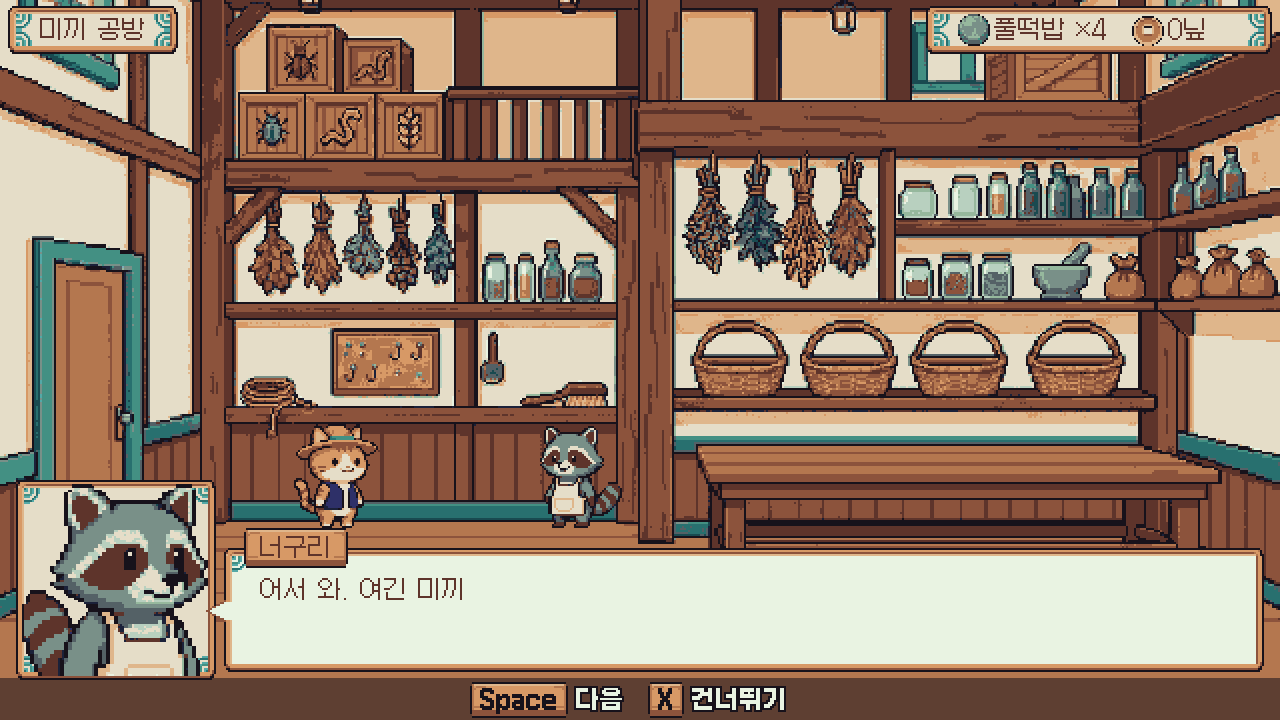 미끼 공방
풀떡밥 ×4 0닢
너구리
어서 와. 여긴 미끼
Space 다음 X 건너뛰기